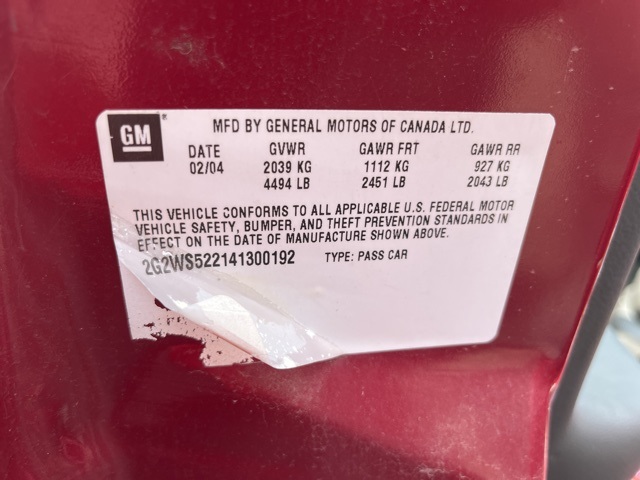 GM ®
MFD BY GENERAL MOTORS OF CANADA LTD.
DATE GVWR GAWR FRT GAWR RR
02/04 2039 KG 1112 KG 927 KG
4494 LB 2451 LB 2043 LB
THIS VEHICLE CONFORMS TO ALL APPLICABLE U.S. FEDERAL MOTOR
VEHICLE SAFETY, BUMPER, AND THEFT PREVENTION STANDARDS IN
EFFECT ON THE DATE OF MANUFACTURE SHOWN ABOVE.
2G2WS522141300192 TYPE: PASS CAR